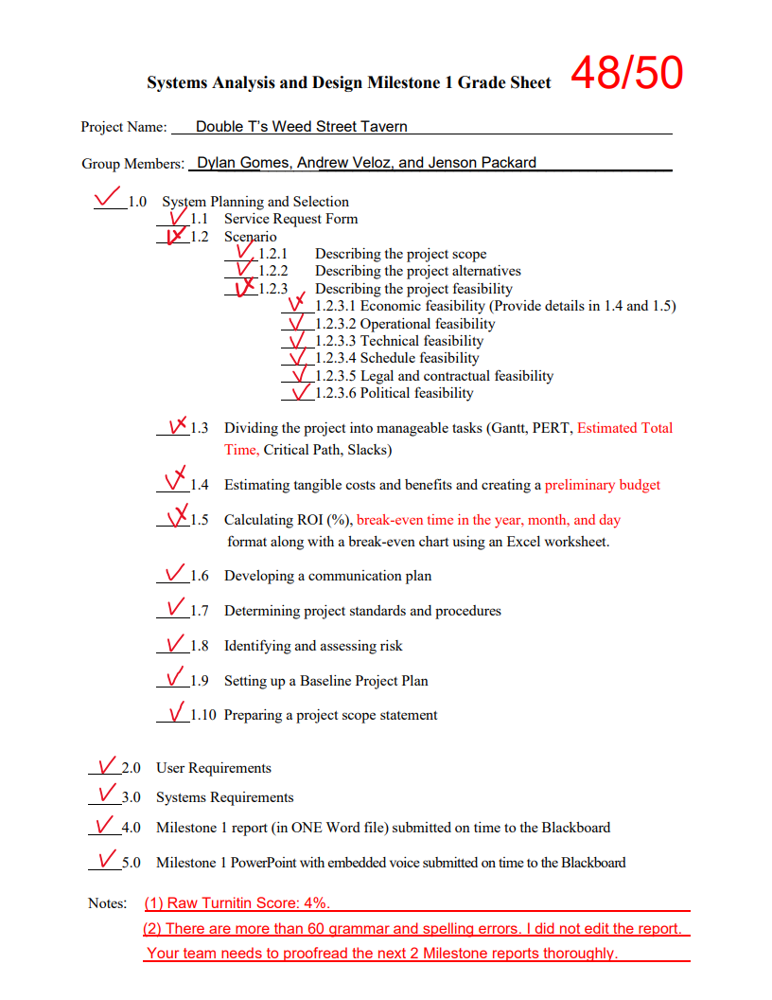 Systems Analysis and Design Milestone 1 Grade Sheet 48/50
Project Name: Double T's Weed Street Tavern
Group Members: Dylan Gomes, Andrew Veloz, and Jenson Packard
1.0 System Planning and Selection
1.1 Service Request Form
1.2 Scenario
1.2.1 Describing the project scope
1.2.2 Describing the project alternatives
1.2.3 Describing the project feasibility
1.2.3.1 Economic feasibility (Provide details in 1.4 and 1.5)
1.2.3.2 Operational feasibility
1.2.3.3 Technical feasibility
1.2.3.4 Schedule feasibility
1.2.3.5 Legal and contractual feasibility
1.2.3.6 Political feasibility
1.3 Dividing the project into manageable tasks (Gantt, PERT, Estimated Total
Time, Critical Path, Slacks)
1.4 Estimating tangible costs and benefits and creating a preliminary budget
1.5 Calculating ROI (%), break-even time in the year, month, and day
format along with a break-even chart using an Excel worksheet.
1.6 Developing a communication plan
1.7 Determining project standards and procedures
1.8 Identifying and assessing risk
1.9 Setting up a Baseline Project Plan
1.10 Preparing a project scope statement
2.0 User Requirements
3.0 Systems Requirements
4.0 Milestone 1 report (in ONE Word file) submitted on time to the Blackboard
5.0 Milestone 1 PowerPoint with embedded voice submitted on time to the Blackboard
Notes: (1) Raw Turnitin Score: 4%.
(2) There are more than 60 grammar and spelling errors. I did not edit the report.
Your team needs to proofread the next 2 Milestone reports thoroughly.